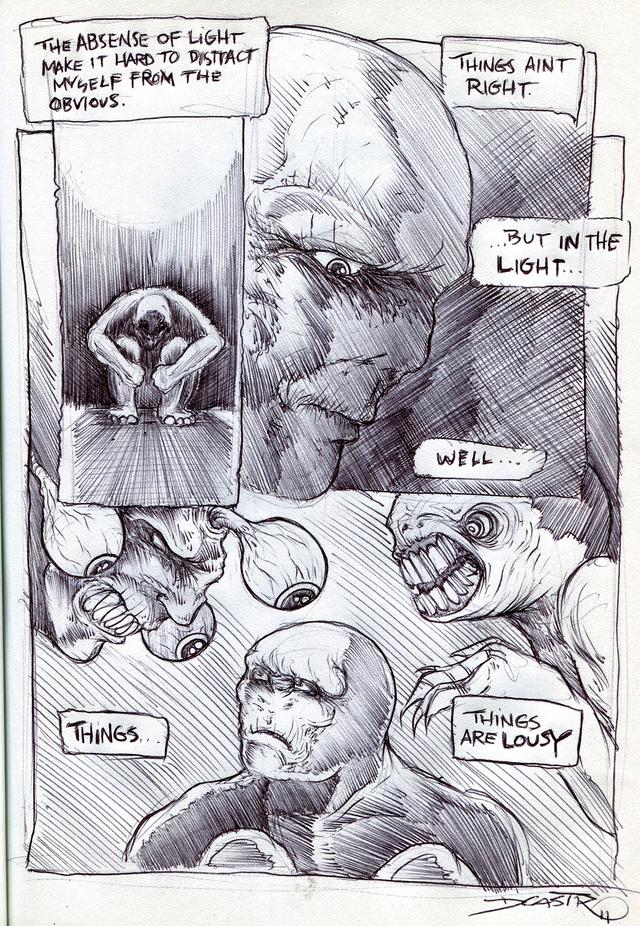 THE ABSENSE OF LIGHT
MAKE IT HARD TO DISTRACT
MYSELF FROM THE
OBVIOUS.
THINGS AINT
RIGHT.
...BUT IN THE
LIGHT...
WELL...
THINGS...
THINGS
ARE LOUSY
DCASTR